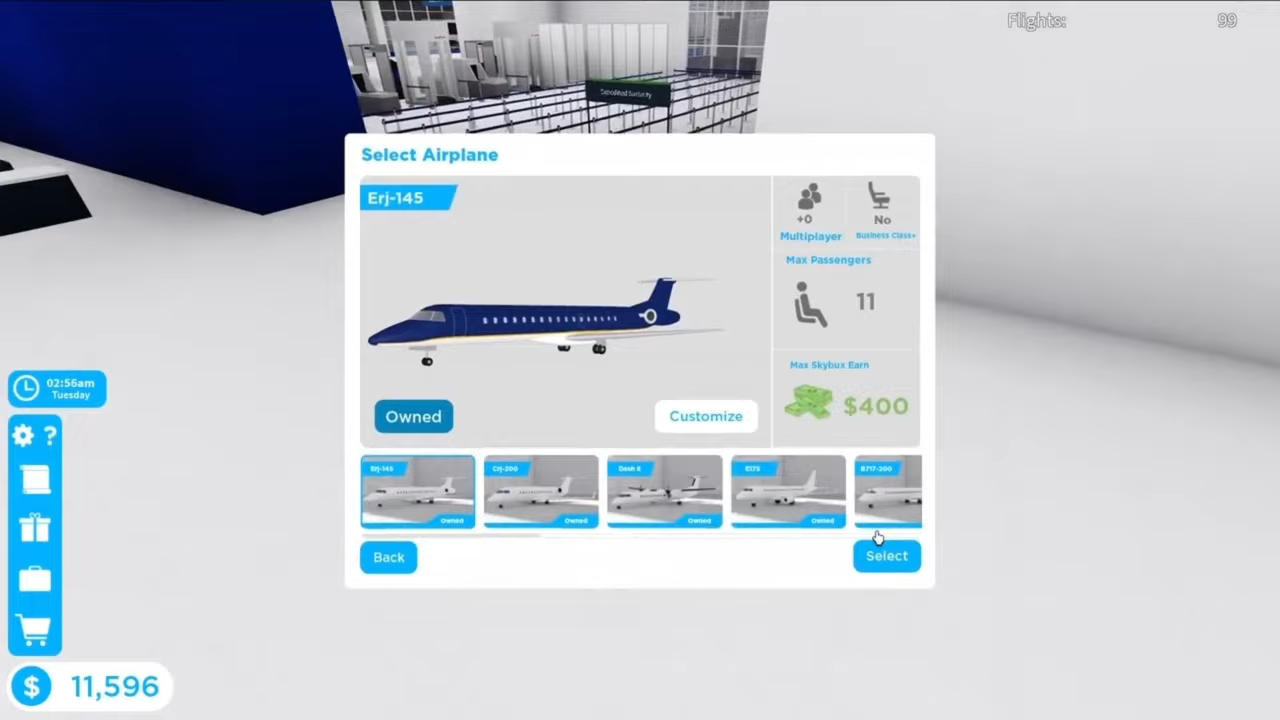 Flights: 99
Expedited Security
Select Airplane
Erj-145
+0
Multiplayer
No
Business Class+
Max Passengers
11
Max Skybux Earn
$400
Owned
Customize
Erj-145
Owned
Crj-200
Owned
Dash 8
Owned
E175
Owned
B717-200
Back
Select
02:56am
Tuesday
?
$ 11,596